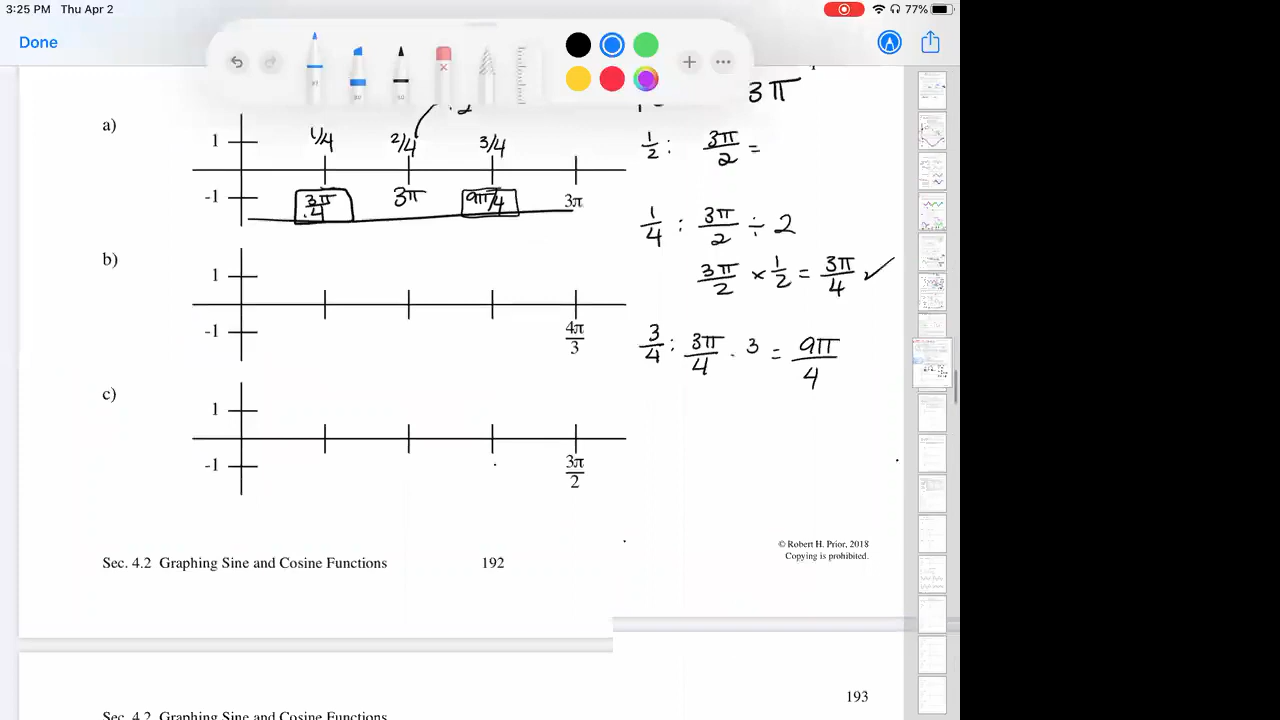 3:25 PM Thu Apr 2
77%
Done
3π
a)
1
1/4
2/4
3/4
-1
3π/4
3π
9π/4
3π
1/2: 3π/2 =
1/4 : 3π/2 ÷ 2
3π/2 × 1/2 = 3π/4 ✓
3/4 : 3π/4 . 3 = 9π/4
b)
1
-1
4π/3
c)
1
-1
3π/2
© Robert H. Prior, 2018
Copying is prohibited.
Sec. 4.2 Graphing Sine and Cosine Functions
192
193
Sec. 4.2 Graphing Sine and Cosine Functions